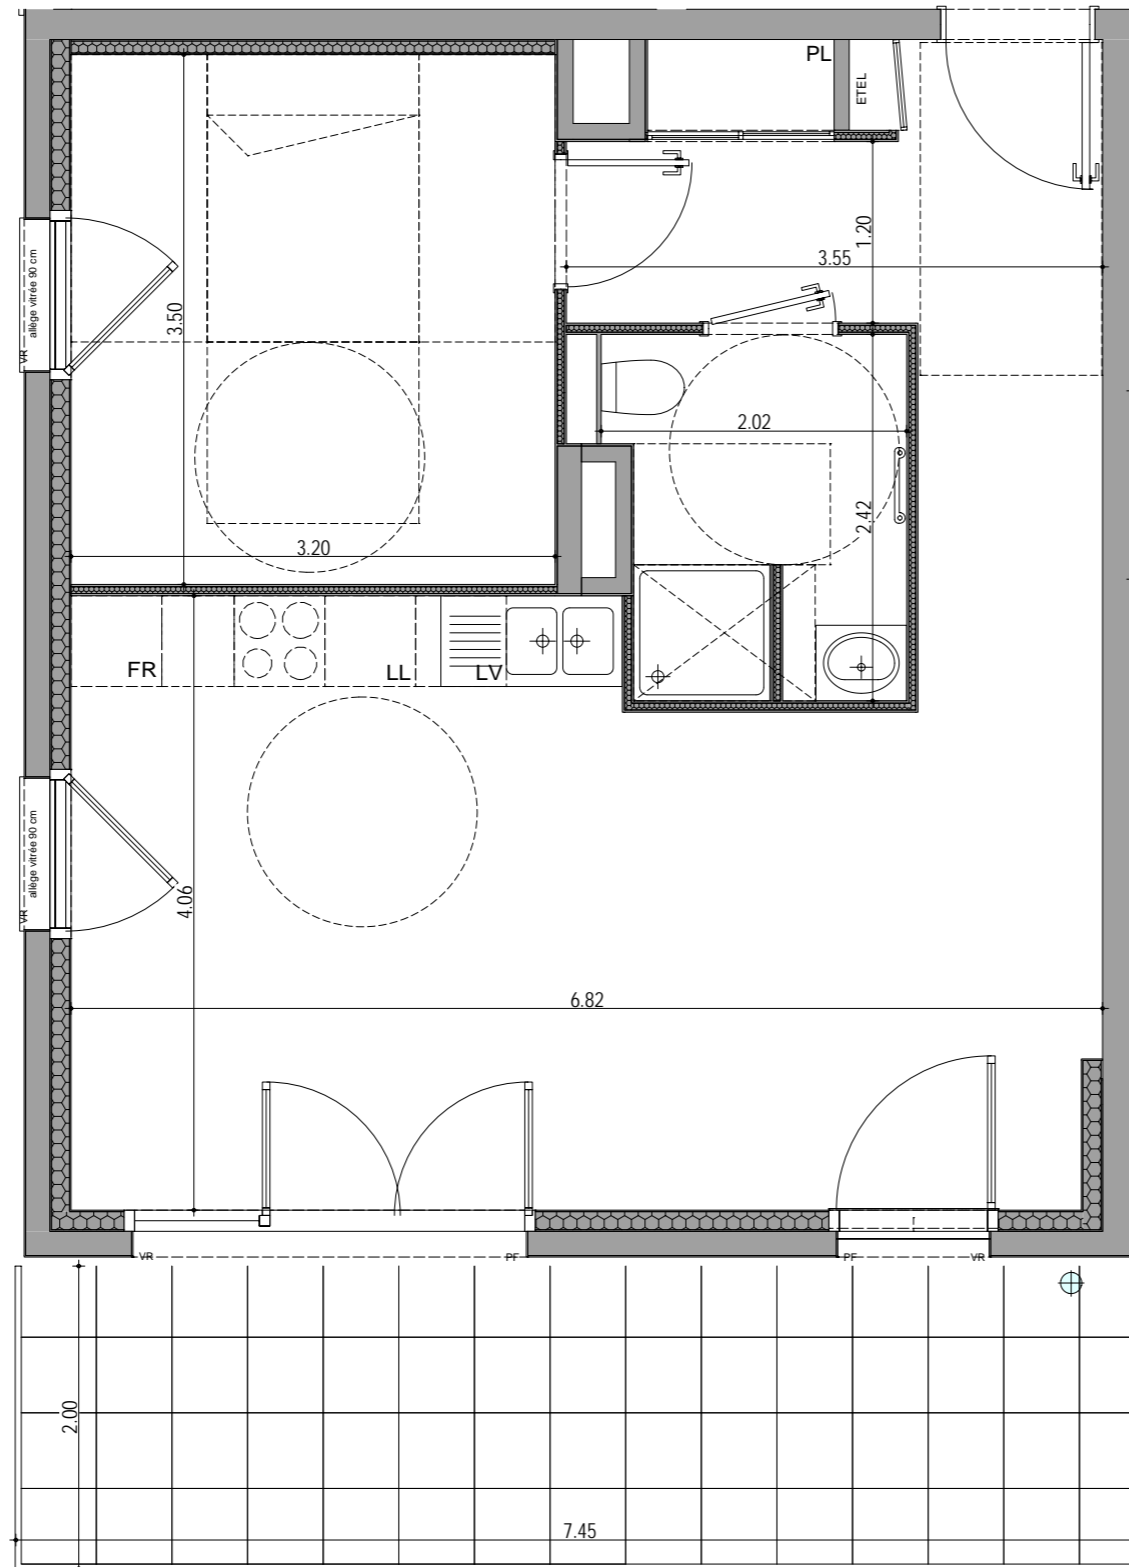 PL
ETEL
1.20
3.55
allège vitrée 90 cm
VR
3.50
2.02
2.42
3.20
FR
LL
LV
allège vitrée 90 cm
VR
4.06
6.82
VR
PF
PF
VR
2.00
7.45